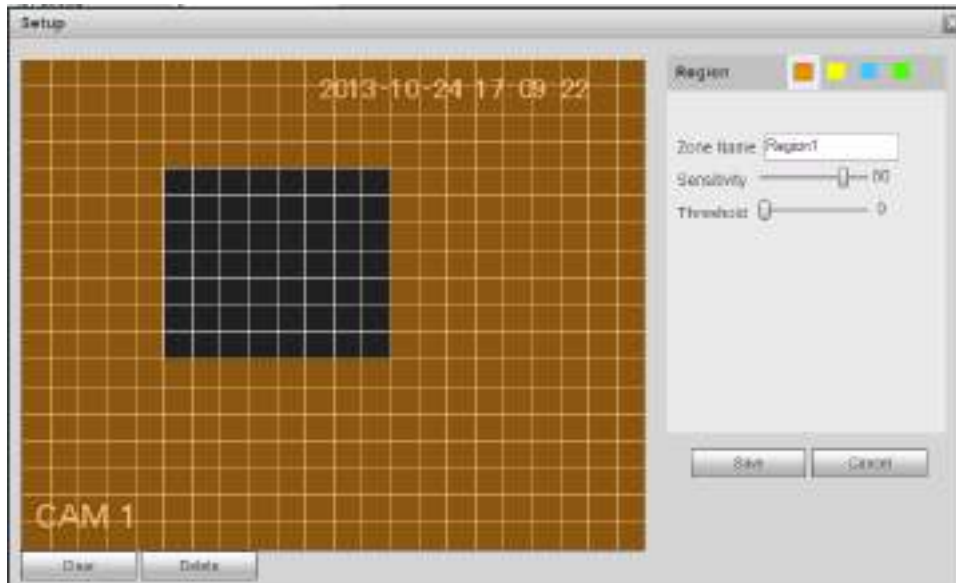 Setup
2013-10-24 17:09:22
Region
Zone Name Region1
Sensitivity
Threshold 0
Save Cancel
CAM 1
Clear Delete